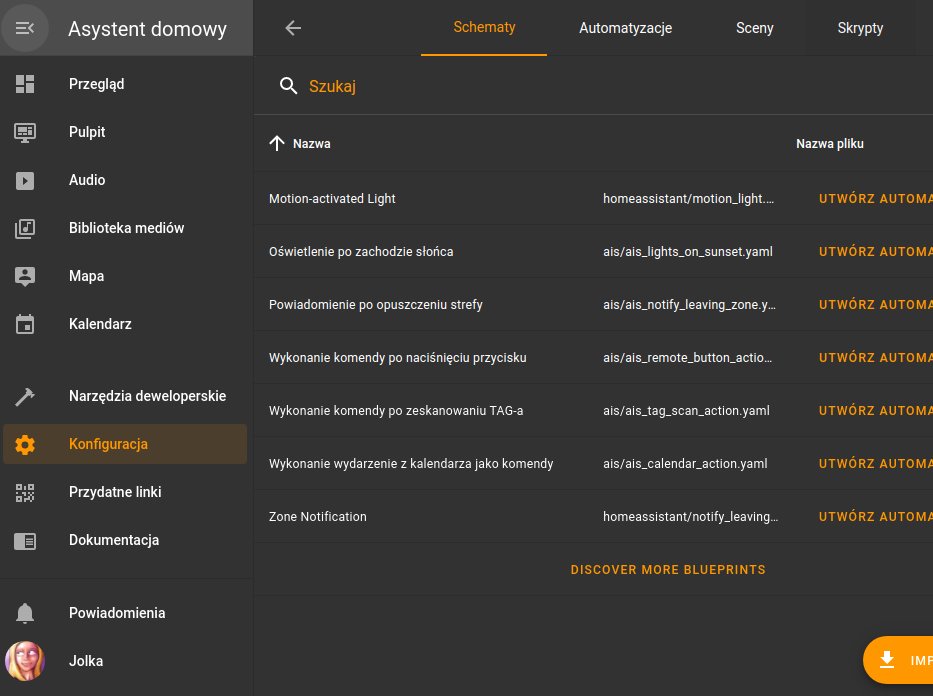 Asystent domowy
Schematy Automatyzacje Sceny Skrypty
Szukaj
Przegląd
Pulpit
Audio
Biblioteka mediów
Mapa
Kalendarz
Narzędzia deweloperskie
Konfiguracja
Przydatne linki
Dokumentacja
Powiadomienia
Jolka
Nazwa Nazwa pliku
Motion-activated Light homeassistant/motion_light.... UTWÓRZ AUTOMA
Oświetlenie po zachodzie słońca ais/ais_lights_on_sunset.yaml UTWÓRZ AUTOMA
Powiadomienie po opuszczeniu strefy ais/ais_notify_leaving_zone.y... UTWÓRZ AUTOMA
Wykonanie komendy po naciśnięciu przycisku ais/ais_remote_button_actio... UTWÓRZ AUTOMA
Wykonanie komendy po zeskanowaniu TAG-a ais/ais_tag_scan_action.yaml UTWÓRZ AUTOMA
Wykonanie wydarzenie z kalendarza jako komendy ais/ais_calendar_action.yaml UTWÓRZ AUTOMA
Zone Notification homeassistant/notify_leaving... UTWÓRZ AUTOMA
DISCOVER MORE BLUEPRINTS
IMP